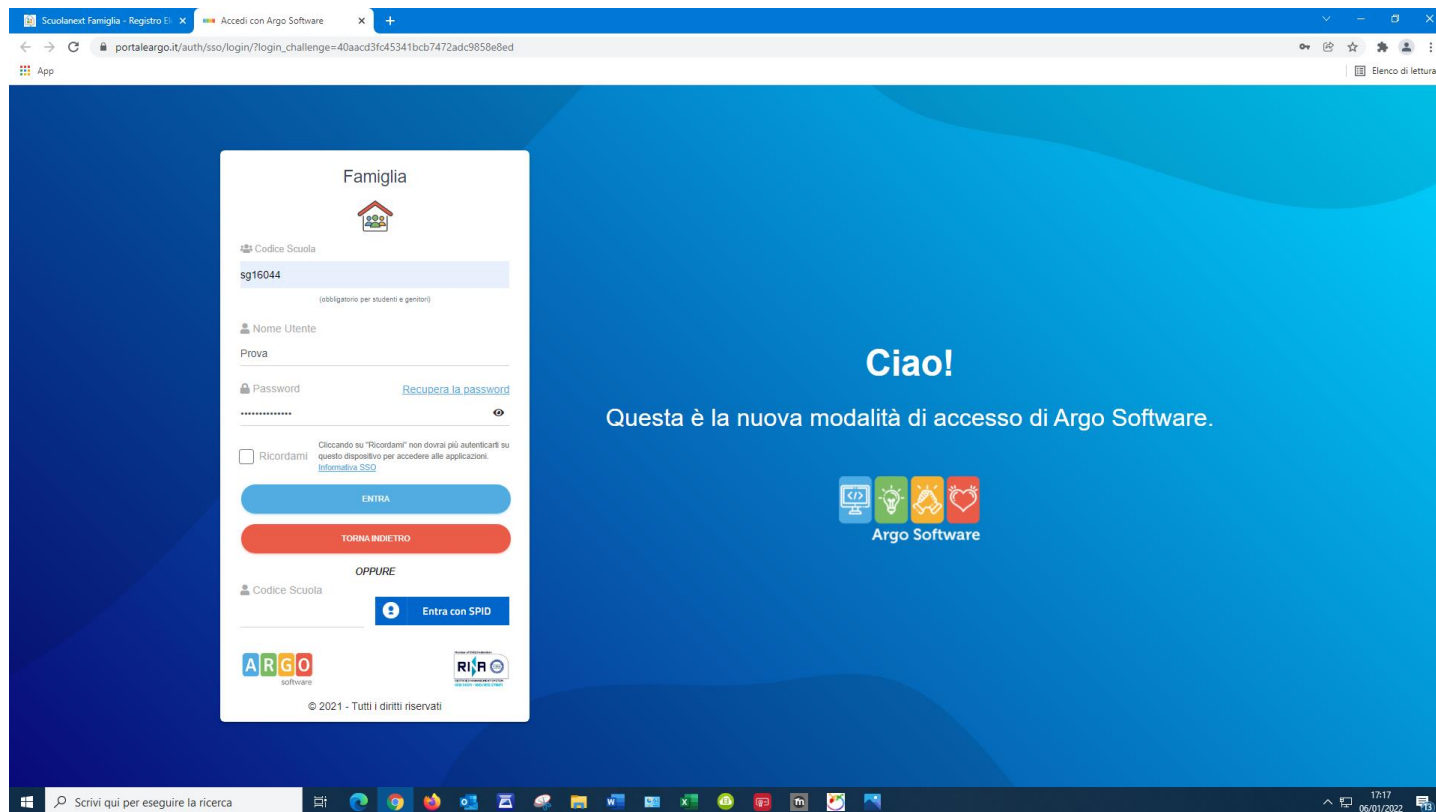 Scuolanext Famiglia - Registro El
Accedi con Argo Software
portaleargo.it/auth/sso/login/?login_challenge=40aacd3fc45341bcb7472adc9858e8ed
App
Elenco di lettura
Famiglia
Codice Scuola
sg16044
(obbligatorio per studenti e genitori)
Nome Utente
Prova
Password
Recupera la password
••••••••••••••
Ricordami
Cliccando su "Ricordami" non dovrai più autenticarti su
questo dispositivo per accedere alle applicazioni.
Informativa SSO
ENTRA
TORNA INDIETRO
OPPURE
Codice Scuola
Entra con SPID
ARGO
software
RINA
© 2021 - Tutti i diritti riservati
Ciao!
Questa è la nuova modalità di accesso di Argo Software.
Argo Software
Scrivi qui per eseguire la ricerca
17:17
06/01/2022